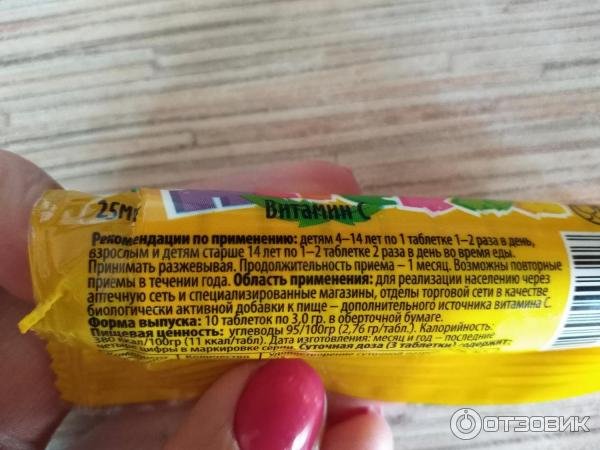 25мг
Витамин С
Рекомендации по применению: детям 4–14 лет по 1 таблетке 1–2 раза в день,
взрослым и детям старше 14 лет по 1–2 таблетке 2 раза в день во время еды.
Принимать разжевывая. Продолжительность приема – 1 месяц. Возможны повторные
приемы в течении года. Область применения: для реализации населению через
аптечную сеть и специализированные магазины, отделы торговой сети в качестве
биологически активной добавки к пище – дополнительного источника витамина С.
Форма выпуска: 10 таблеток по 3,0 гр. в оберточной бумаге.
Пищевая ценность: углеводы 95/100гр (2,76 гр/табл.). Калорийность:
380 ккал/100гр (11 ккал/табл.). Дата изготовления: месяц и год – последние
цифры в маркировке серии. Суточная доза (3 таблетки) содержит:
ОТЗОВИК